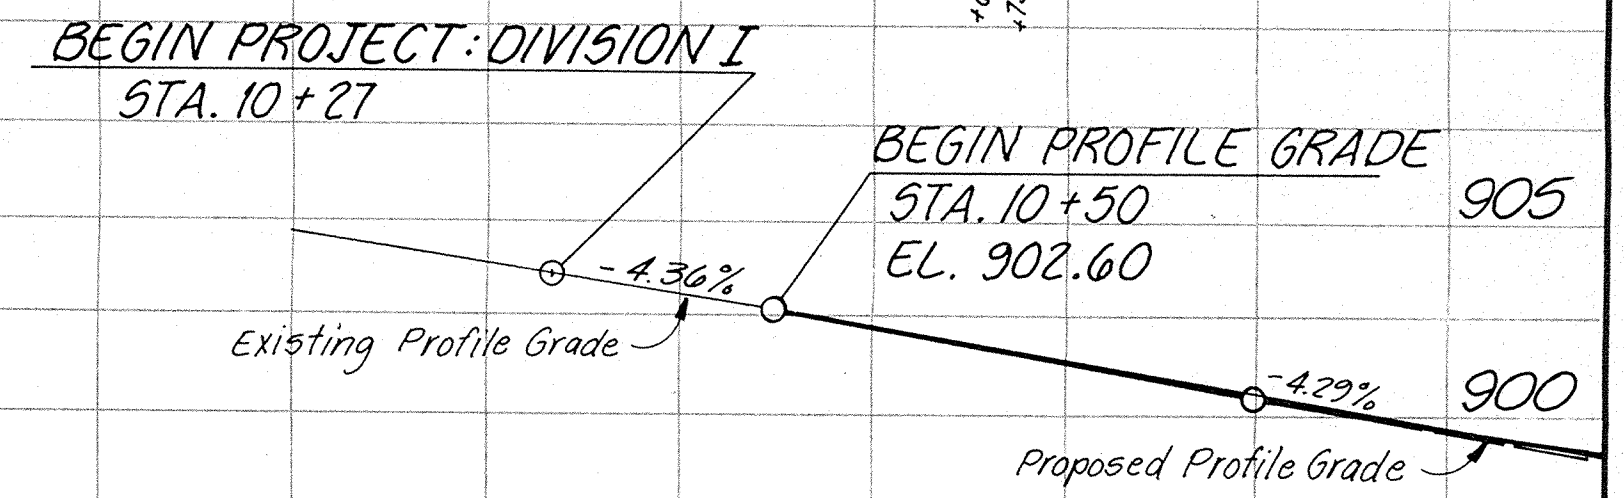 BEGIN PROJECT: DIVISION I
STA. 10 + 27
BEGIN PROFILE GRADE
STA. 10 +50
EL. 902.60
905
- 4.36%
Existing Profile Grade
-4.29%
900
Proposed Profile Grade